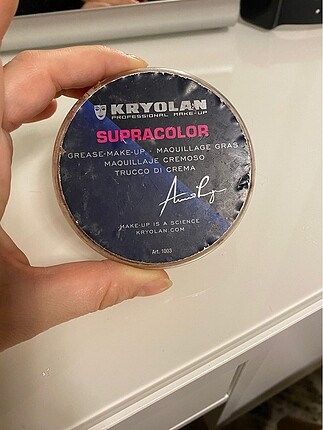 KRYOLAN
PROFESSIONAL MAKE-UP
SUPRACOLOR
GREASE-MAKE-UP · MAQUILLAGE GRAS
MAQUILLAJE CREMOSO
TRUCCO DI CREMA
MAKE-UP IS A SCIENCE
KRYOLAN.COM
Art. 1003